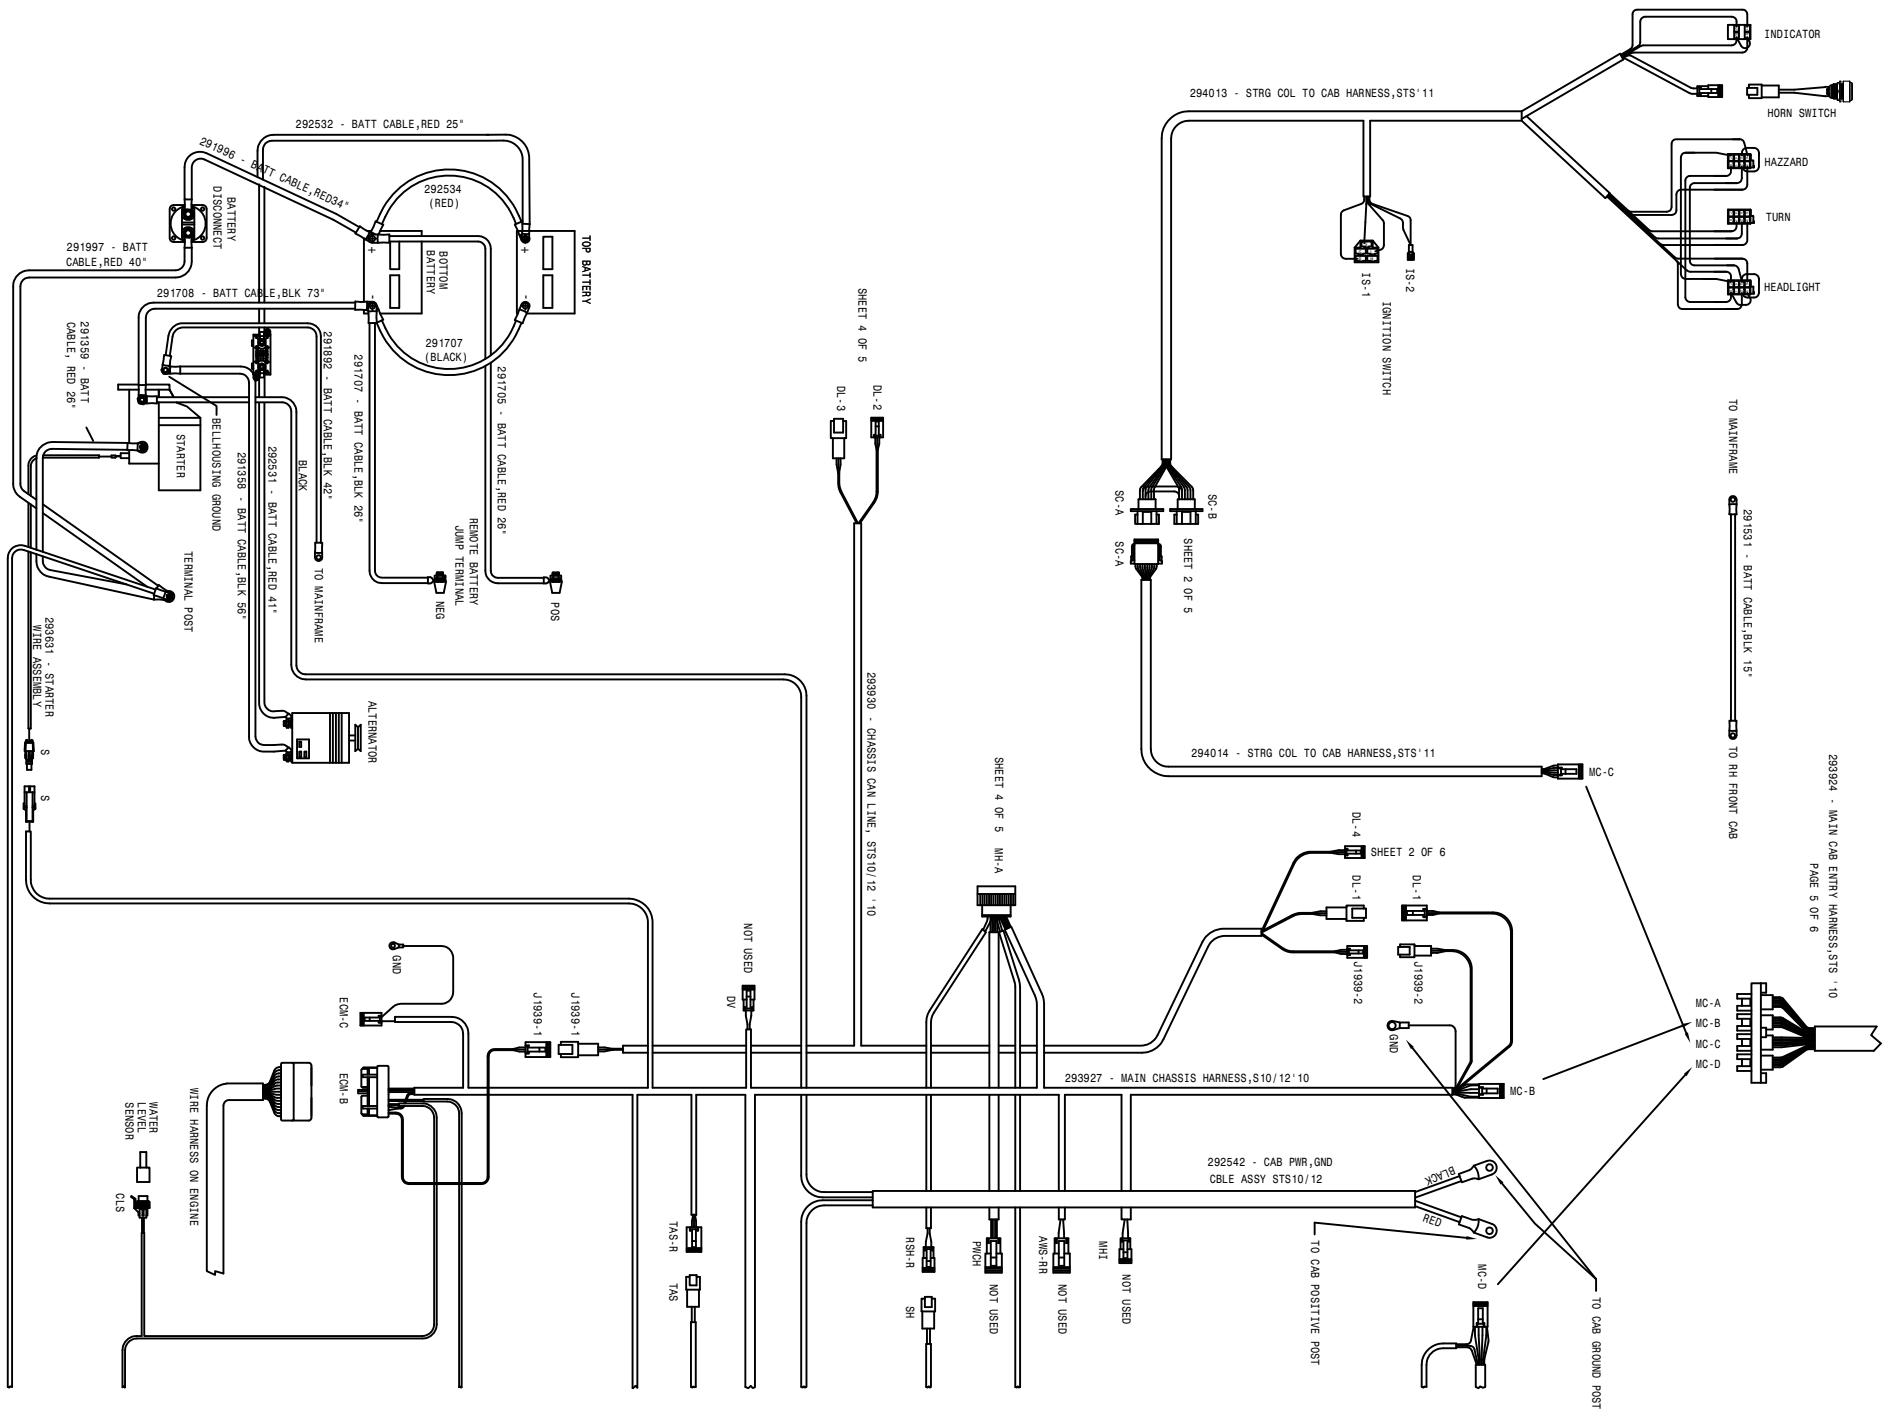 INDICATOR
HORN SWITCH
294013 - STRG COL TO CAB HARNESS,STS'11
HAZZARD
TURN
HEADLIGHT
IS-1
IS-2
IGNITION SWITCH
292532 - BATT CABLE,RED 25"
291996 - BATT CABLE,RED34"
BATTERY
DISCONNECT
292534
(RED)
291997 - BATT
CABLE,RED 40"
BOTTOM
BATTERY
+
-
TOP BATTERY
+
-
291708 - BATT CABLE,BLK 73"
291707
(BLACK)
291359 - BATT
CABLE, RED 26"
STARTER
BELLHOUSING GROUND
291358 - BATT CABLE,BLK 56"
292531 - BATT CABLE,RED 41"
BLACK
291892 - BATT CABLE,BLK 42"
TO MAINFRAME
291707 - BATT CABLE,BLK 26"
291705 - BATT CABLE,RED 26"
REMOTE BATTERY
JUMP TERMINAL
NEG
POS
TERMINAL POST
293631 - STARTER
WIRE ASSEMBLY
S
S
ALTERNATOR
SHEET 4 OF 5
DL-3
DL-2
293930 - CHASSIS CAN LINE, STS10/12 '10
SC-A
SC-B
SC-A
SHEET 2 OF 5
TO MAINFRAME
291531 - BATT CABLE,BLK 15"
TO RH FRONT CAB
294014 - STRG COL TO CAB HARNESS,STS'11
MC-C
293924 - MAIN CAB ENTRY HARNESS,STS '10
PAGE 5 OF 6
SHEET 4 OF 5 MH-A
DL-4
SHEET 2 OF 6
DL-1
DL-1
J1939-2
J1939-2
GND
MC-A
MC-B
MC-C
MC-D
GND
ECM-C
ECM-B
J1939-1
J1939-1
NOT USED
DV
293927 - MAIN CHASSIS HARNESS,S10/12'10
MC-B
WIRE HARNESS ON ENGINE
WATER
LEVEL
SENSOR
CLS
292542 - CAB PWR,GND
CBLE ASSY STS10/12
BLACK
RED
TAS-R
TAS
RSH-R
SH
PWCH
NOT USED
AWS-RR
NOT USED
MHI
NOT USED
TO CAB POSITIVE POST
MC-D
TO CAB GROUND POST